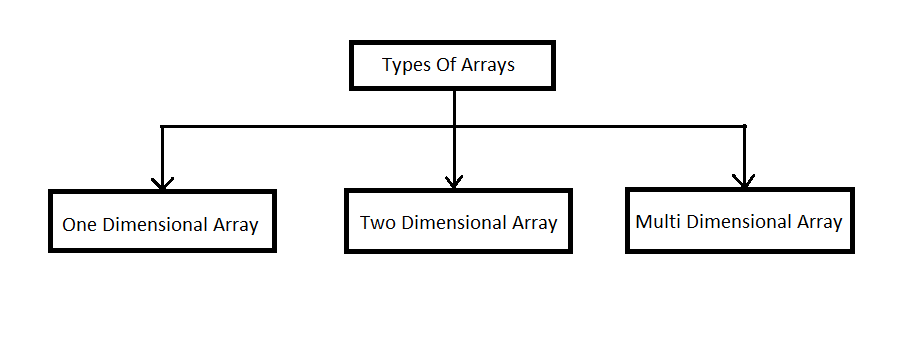 Types Of Arrays
One Dimensional Array
Two Dimensional Array
Multi Dimensional Array